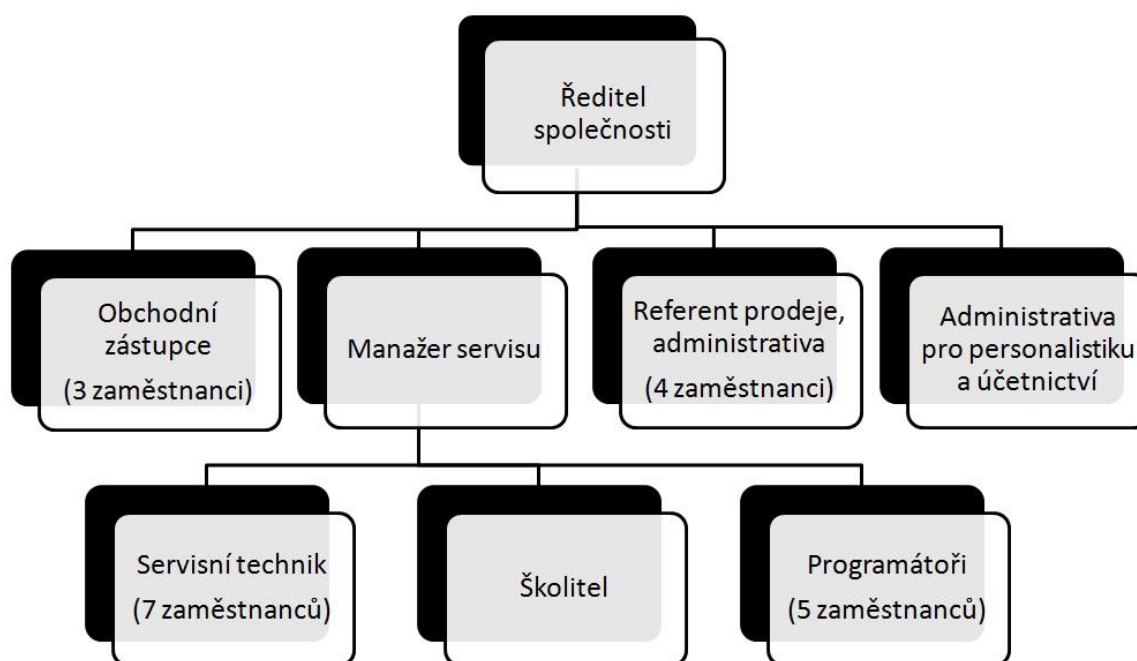 Ředitel
společnosti
Obchodní
zástupce
(3 zaměstnanci)
Manažer servisu
Referent prodeje,
administrativa
(4 zaměstnanci)
Administrativa
pro personalistiku
a účetnictví
Servisní technik
(7 zaměstnanců)
Školitel
Programátoři
(5 zaměstnanců)